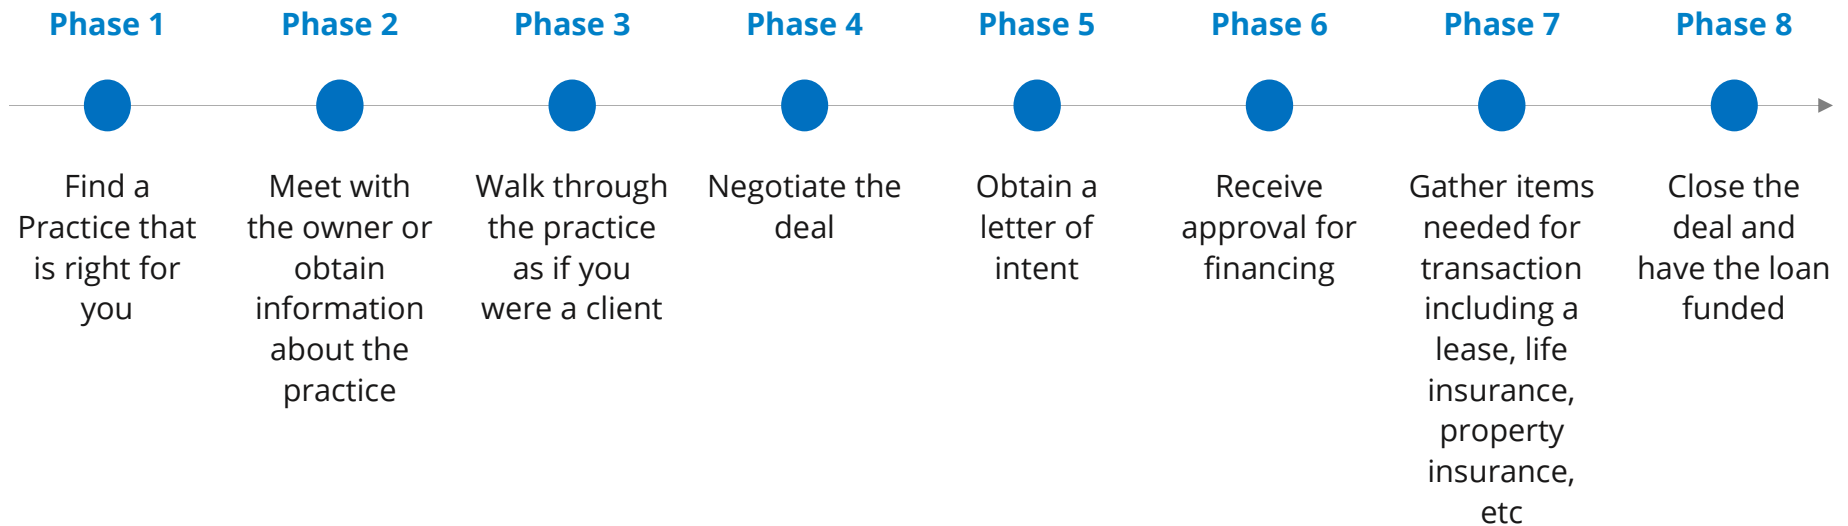 Phase 1
Find a
Practice that
is right for
you
Phase 2
Meet with
the owner or
obtain
information
about the
practice
Phase 3
Walk through
the practice
as if you
were a client
Phase 4
Negotiate the
deal
Phase 5
Obtain a
letter of
intent
Phase 6
Receive
approval for
financing
Phase 7
Gather items
needed for
transaction
including a
lease, life
insurance,
property
insurance,
etc
Phase 8
Close the
deal and
have the loan
funded